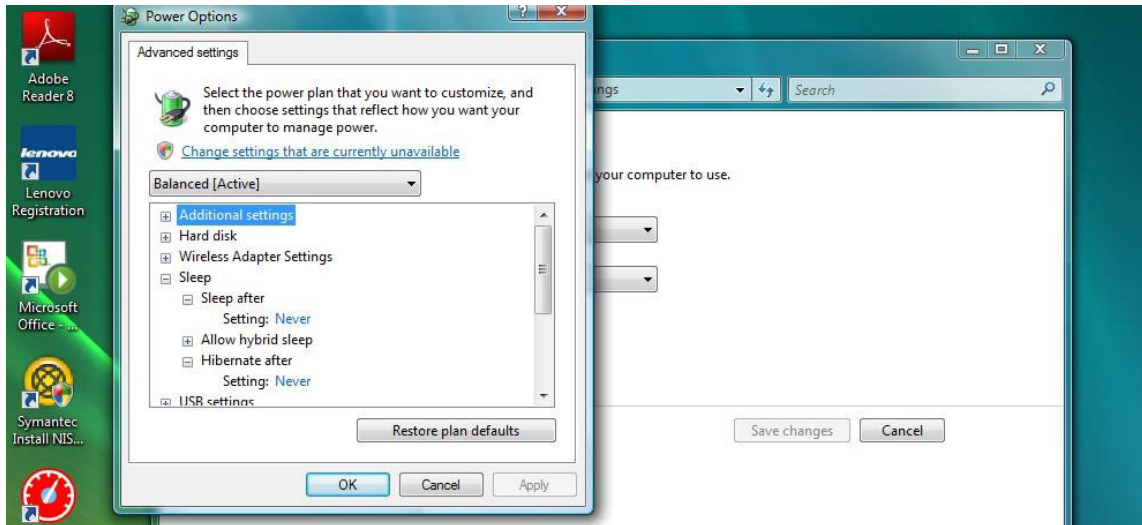 Adobe
Reader 8
lenovo
Lenovo
Registration
Microsoft
Office - ...
Symantec
Install NIS...
Power Options
Advanced settings
Select the power plan that you want to customize, and
then choose settings that reflect how you want your
computer to manage power.
Change settings that are currently unavailable
Balanced [Active]
Additional settings
Hard disk
Wireless Adapter Settings
Sleep
Sleep after
Setting: Never
Allow hybrid sleep
Hibernate after
Setting: Never
USB settings
Restore plan defaults
OK Cancel Apply
ngs
Search
your computer to use.
Save changes Cancel